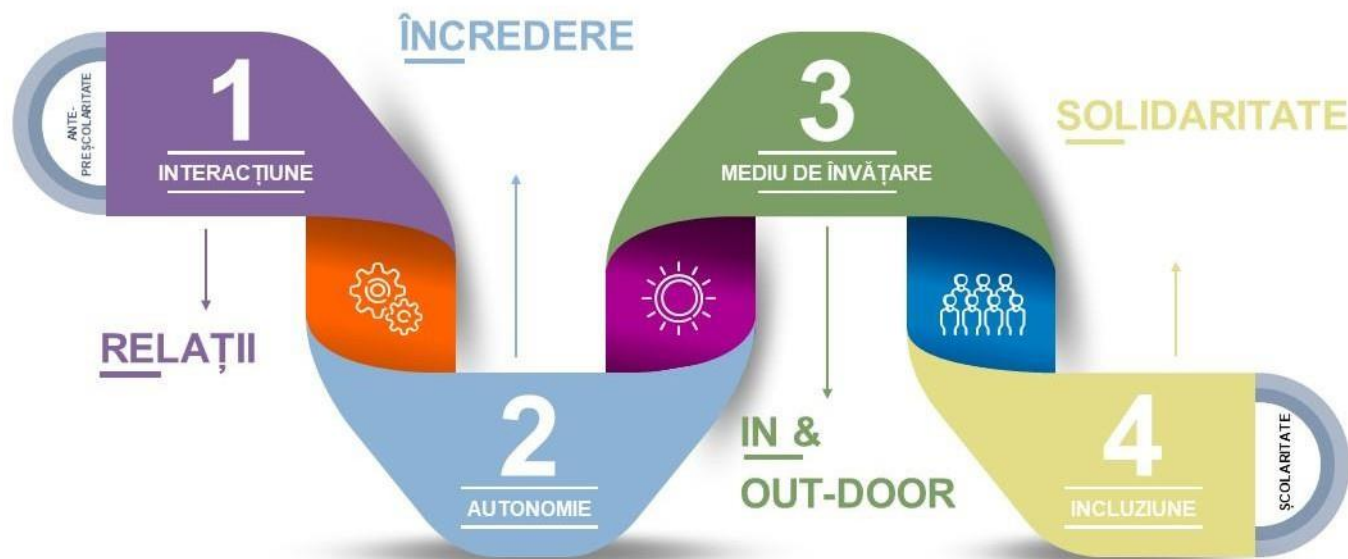 ANTE-
PREȘCOLARITATE
1
INTERACȚIUNE
RELAȚII
ÎNCREDERE
2
AUTONOMIE
3
MEDIU DE ÎNVĂȚARE
IN &
OUT-DOOR
SOLIDARITATE
4
INCLUZIUNE
ȘCOLARITATE